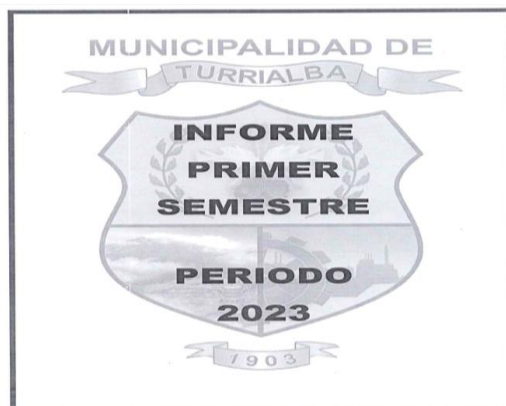 MUNICIPALIDAD DE
TURRIALBA
INFORME
PRIMER
SEMESTRE
PERIODO
2023
1903